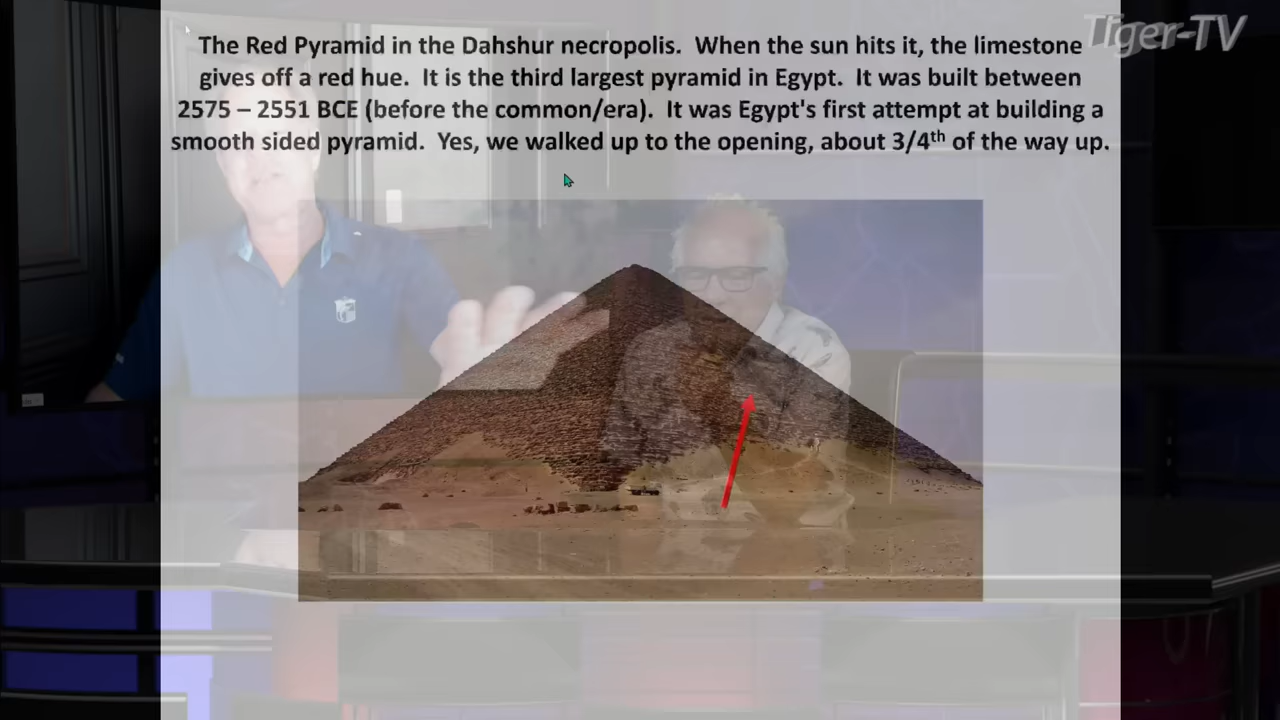 Tiger-TV
The Red Pyramid in the Dahshur necropolis.  When the sun hits it, the limestone
gives off a red hue.  It is the third largest pyramid in Egypt.  It was built between
2575 – 2551 BCE (before the common/era).  It was Egypt's first attempt at building a
smooth sided pyramid.  Yes, we walked up to the opening, about 3/4th of the way up.